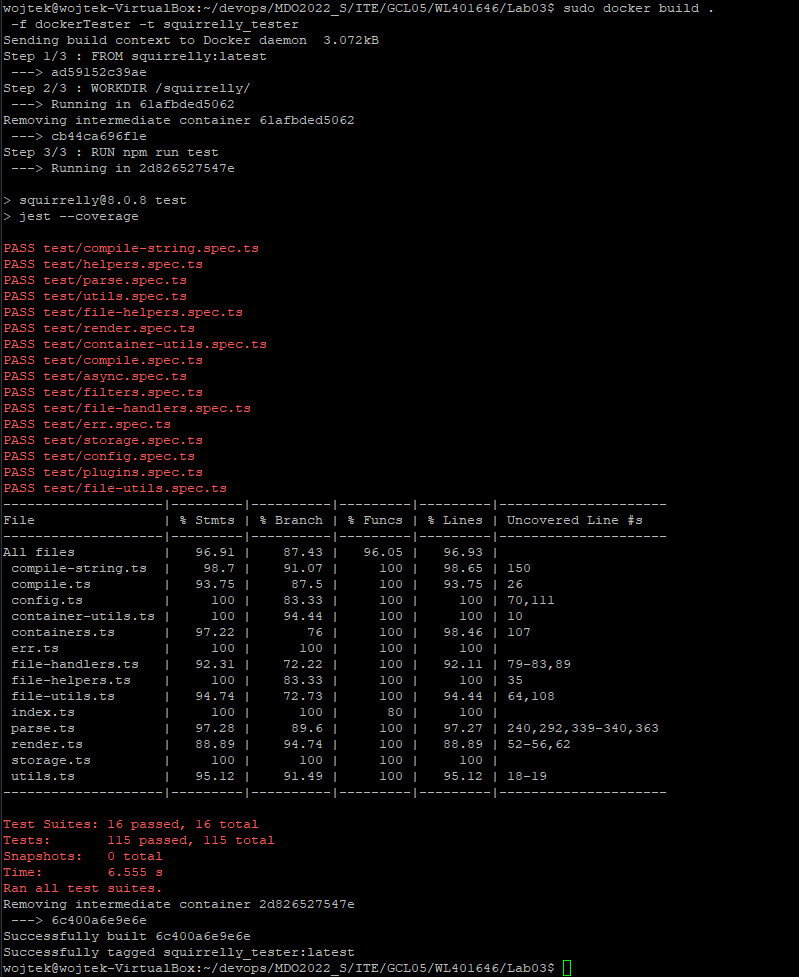 wojtek@wojtek-VirtualBox:~/devops/MDO2022_S/ITE/GCL05/WL401646/Lab03$ sudo docker build .
 -f dockerTester -t squirrelly_tester
Sending build context to Docker daemon  3.072kB
Step 1/3 : FROM squirrelly:latest
 ---> ad59152c39ae
Step 2/3 : WORKDIR /squirrelly/
 ---> Running in 61afbded5062
Removing intermediate container 61afbded5062
 ---> cb44ca696f1e
Step 3/3 : RUN npm run test
 ---> Running in 2d826527547e
> squirrelly@8.0.8 test
> jest --coverage
PASS test/compile-string.spec.ts
PASS test/helpers.spec.ts
PASS test/parse.spec.ts
PASS test/utils.spec.ts
PASS test/file-helpers.spec.ts
PASS test/render.spec.ts
PASS test/container-utils.spec.ts
PASS test/compile.spec.ts
PASS test/async.spec.ts
PASS test/filters.spec.ts
PASS test/file-handlers.spec.ts
PASS test/err.spec.ts
PASS test/storage.spec.ts
PASS test/config.spec.ts
PASS test/plugins.spec.ts
PASS test/file-utils.spec.ts
--------------------|---------|----------|---------|---------|---------------------
File                | % Stmts | % Branch | % Funcs | % Lines | Uncovered Line #s
--------------------|---------|----------|---------|---------|---------------------
All files           |   96.91 |    87.43 |   96.05 |   96.93 |
 compile-string.ts  |    98.7 |    91.07 |     100 |   98.65 | 150
 compile.ts         |   93.75 |     87.5 |     100 |   93.75 | 26
 config.ts          |     100 |    83.33 |     100 |     100 | 70,111
 container-utils.ts |     100 |    94.44 |     100 |     100 | 10
 containers.ts      |   97.22 |       76 |     100 |   98.46 | 107
 err.ts             |     100 |      100 |     100 |     100 |
 file-handlers.ts   |   92.31 |    72.22 |     100 |   92.11 | 79-83,89
 file-helpers.ts    |     100 |    83.33 |     100 |     100 | 35
 file-utils.ts      |   94.74 |    72.73 |     100 |   94.44 | 64,108
 index.ts           |     100 |      100 |      80 |     100 |
 parse.ts           |   97.28 |     89.6 |     100 |   97.27 | 240,292,339-340,363
 render.ts          |   88.89 |    94.74 |     100 |   88.89 | 52-56,62
 storage.ts         |     100 |      100 |     100 |     100 |
 utils.ts           |   95.12 |    91.49 |     100 |   95.12 | 18-19
--------------------|---------|----------|---------|---------|---------------------
Test Suites: 16 passed, 16 total
Tests:       115 passed, 115 total
Snapshots:   0 total
Time:        6.555 s
Ran all test suites.
Removing intermediate container 2d826527547e
 ---> 6c400a6e9e6e
Successfully built 6c400a6e9e6e
Successfully tagged squirrelly_tester:latest
wojtek@wojtek-VirtualBox:~/devops/MDO2022_S/ITE/GCL05/WL401646/Lab03$